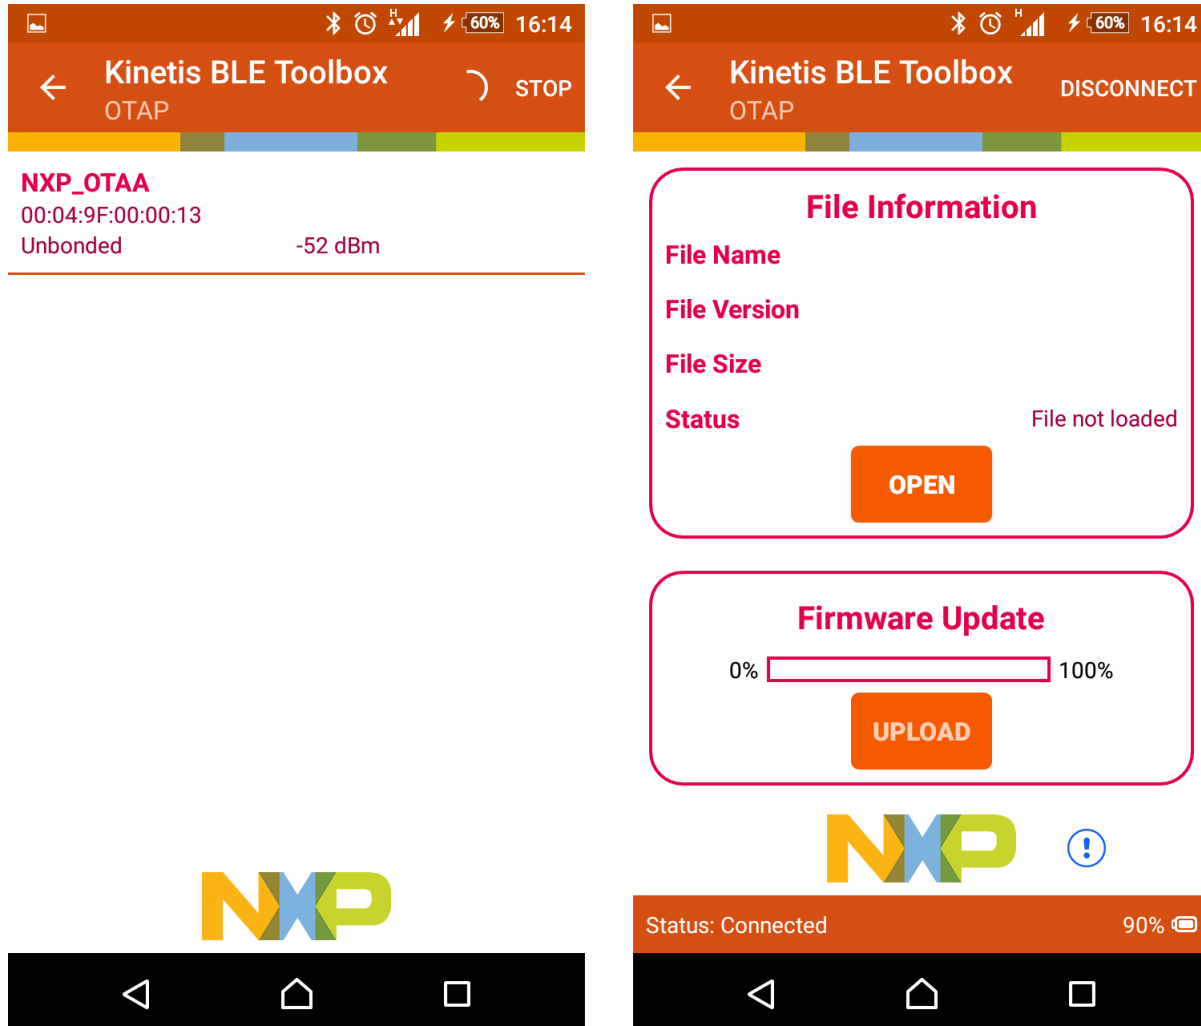 H
60% 16:14
Kinetis BLE Toolbox
STOP
OTAP
NXP_OTAA
00:04:9F:00:00:13
Unbonded -52 dBm
NXP
H
60% 16:14
Kinetis BLE Toolbox
DISCONNECT
OTAP
File Information
File Name
File Version
File Size
Status File not loaded
OPEN
Firmware Update
0% 100%
UPLOAD
NXP
!
Status: Connected 90%